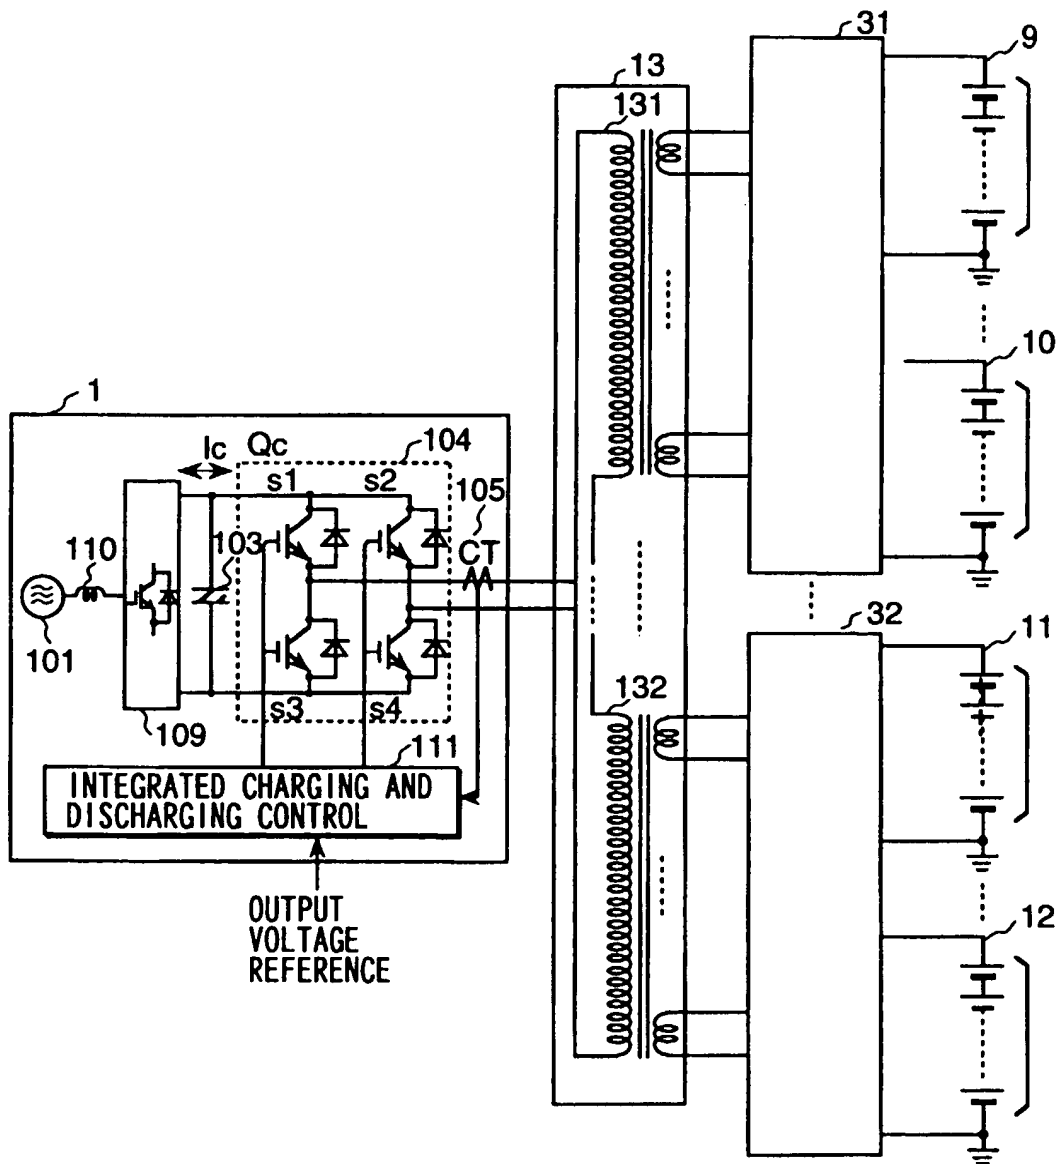 31
9
13
131
10
1
Ic
Qc
104
s1
s2
105
CT
110
103
101
32
11
132
s3
s4
109
111
INTEGRATED CHARGING AND
DISCHARGING CONTROL
12
OUTPUT
VOLTAGE
REFERENCE